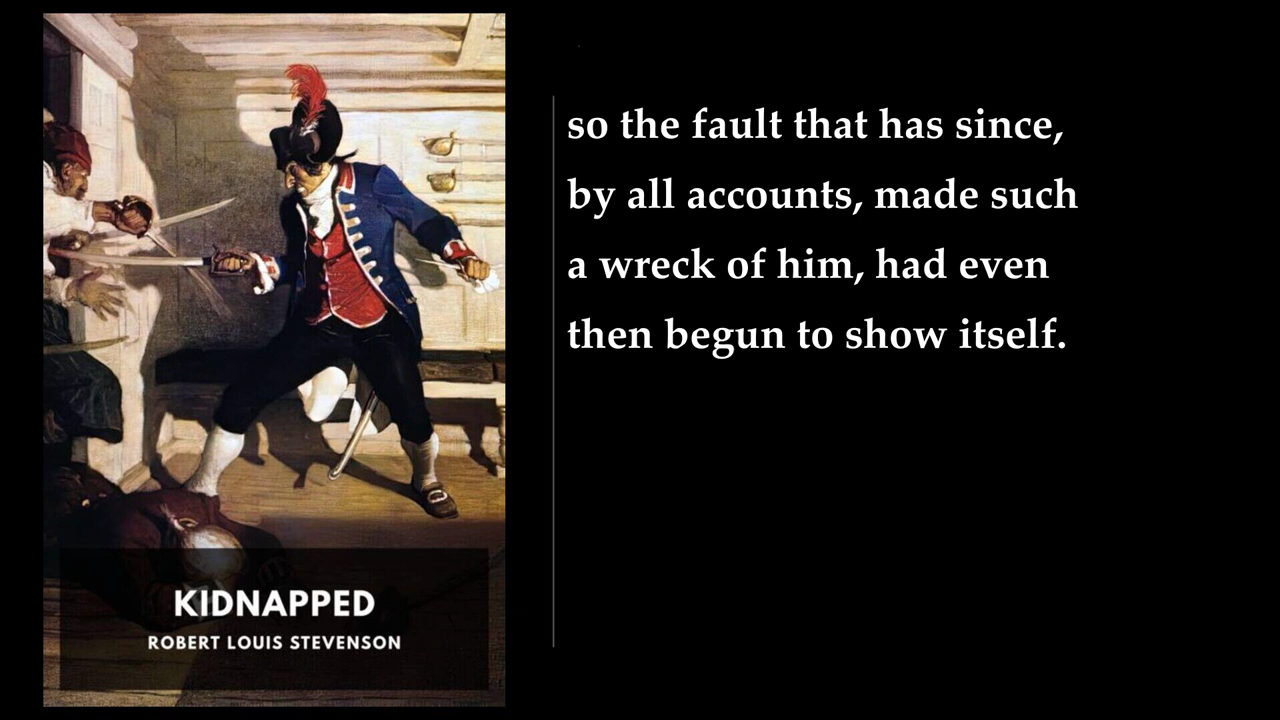 so the fault that has since,
by all accounts, made such
a wreck of him, had even
then begun to show itself.
KIDNAPPED
ROBERT LOUIS STEVENSON